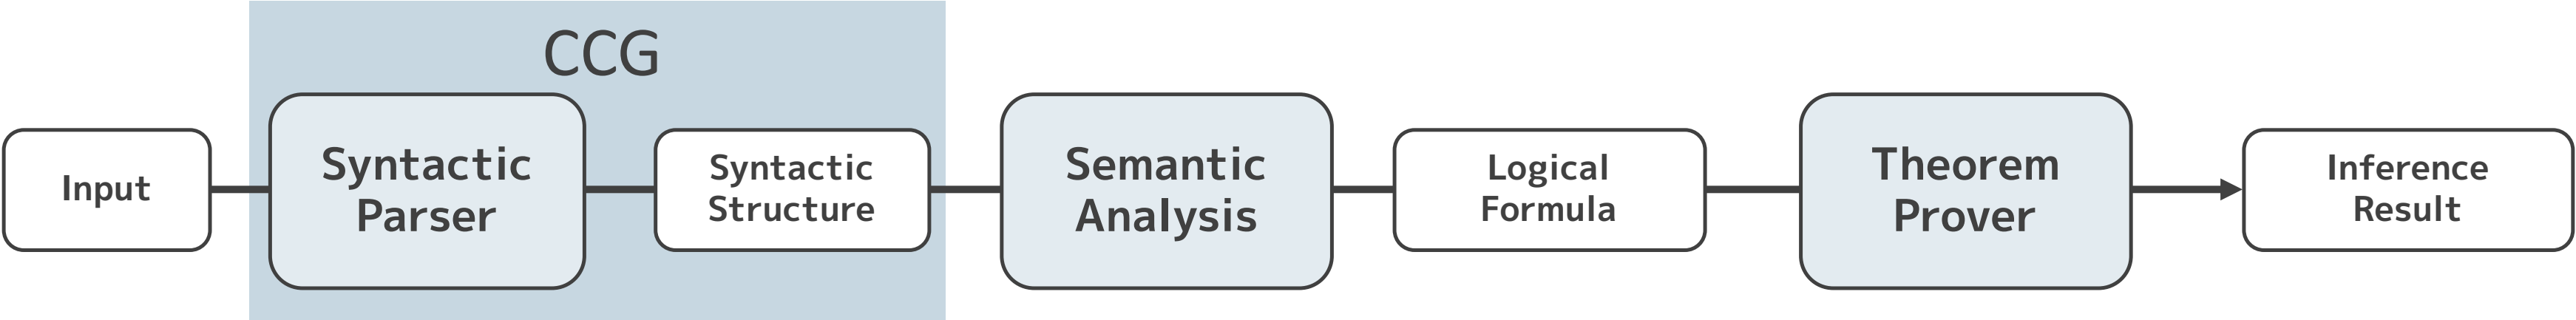 CCG
Input
Syntactic
Parser
Syntactic
Structure
Semantic
Analysis
Logical
Formula
Theorem
Prover
Inference
Result